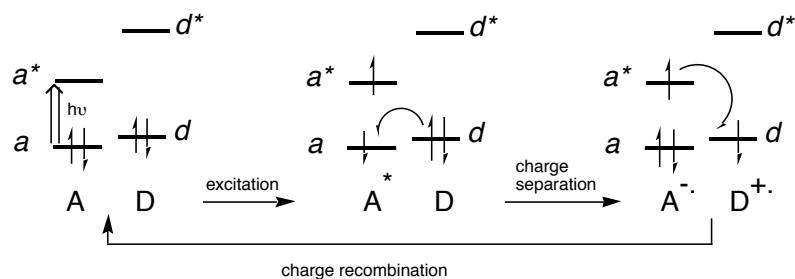 d* d* d*
a* a* a*
hυ
a d a d a d
A D excitation A* D charge separation A-. D+.
charge recombination